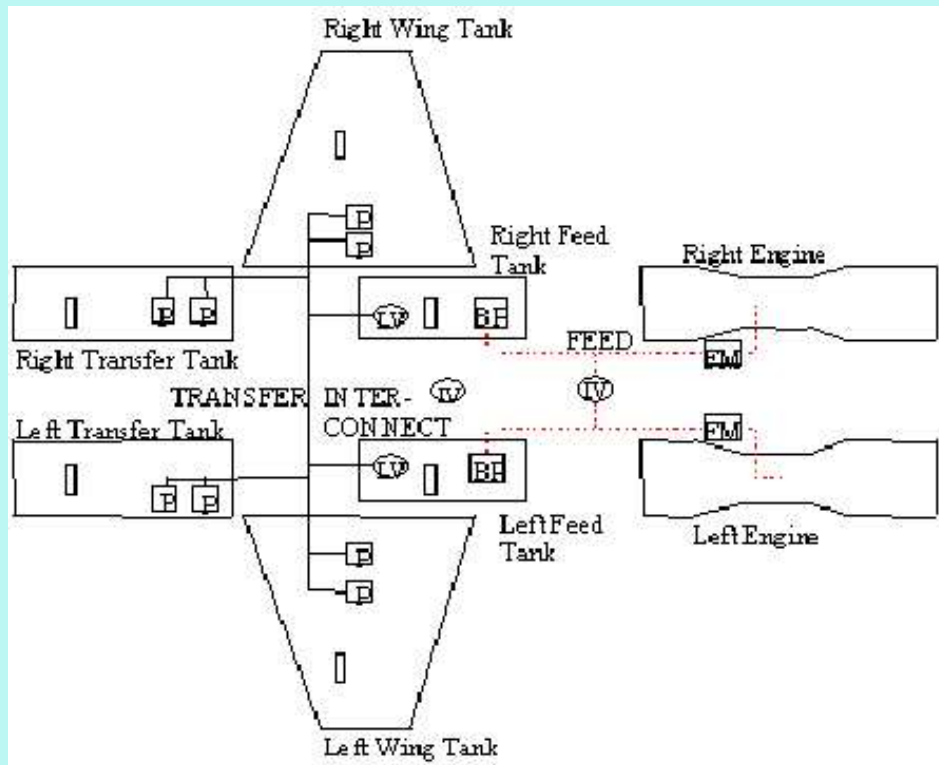 Right Wing Tank
P
P
Right Feed
Tank
Right Engine
P P
LV
BP
FEED
FM
Right Transfer Tank
TRANSFER INTER-
CONNECT
IV
IV
Left Transfer Tank
FM
LV
BP
P P
Left Feed
Tank
Left Engine
P
P
Left Wing Tank